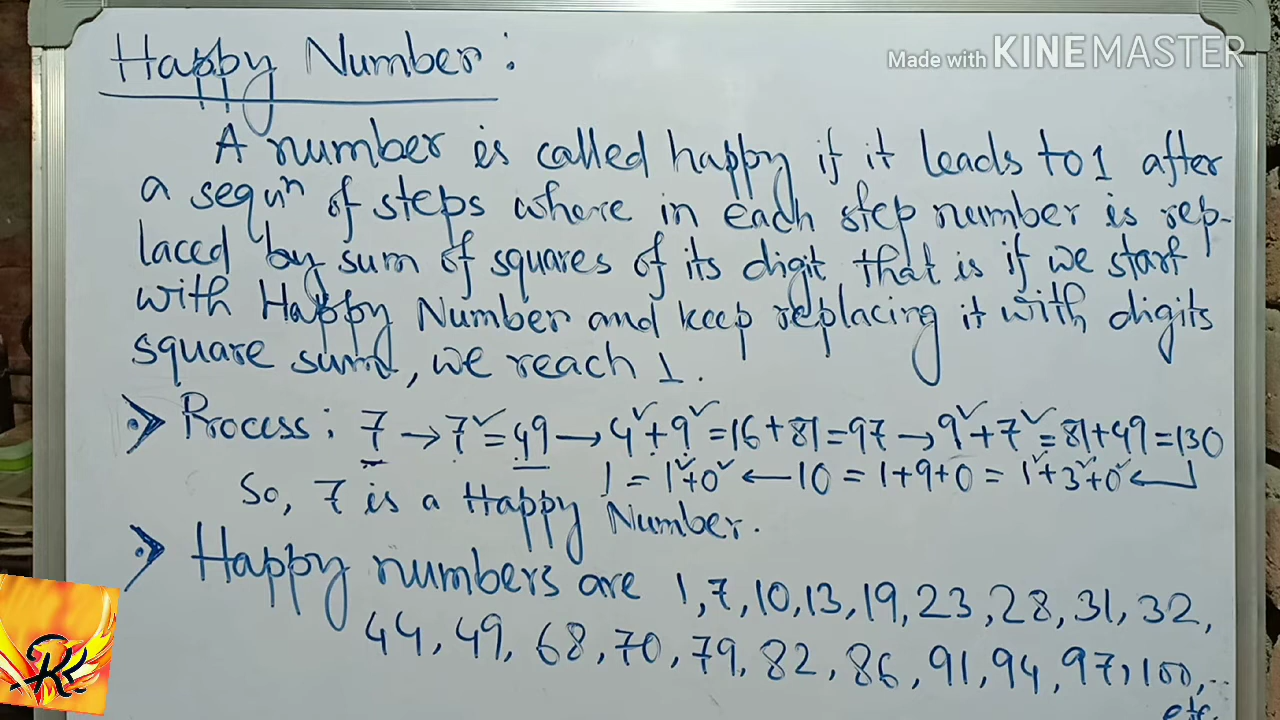 Happy Number:
Made with KINEMASTER
A number is called happy if it leads to 1 after
a sequⁿ of steps where in each step number is rep-
laced by sum of squares of its digit that is if we start
with Happy Number and keep replacing it with digits
square sum, we reach 1.
Process: 7 → 7² = 49 → 4² + 9² = 16 + 81 = 97 → 9² + 7² = 81 + 49 = 130
1 = 1² + 0² ← 10 = 1 + 9 + 0 = 1² + 3² + 0² ←
So, 7 is a Happy Number.
Happy numbers are 1, 7, 10, 13, 19, 23, 28, 31, 32,
44, 49, 68, 70, 79, 82, 86, 91, 94, 97, 100, ..
etc
RK